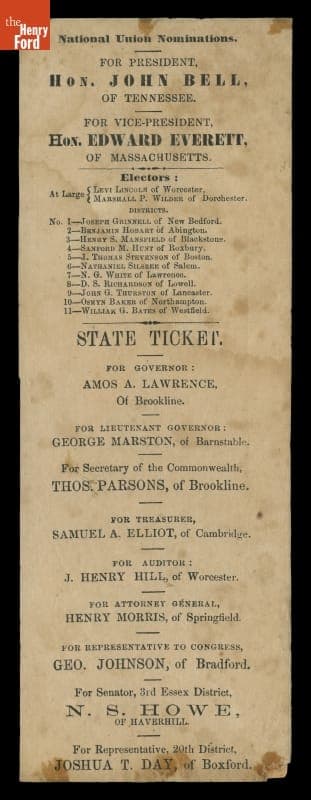 the
Henry
Ford
National Union Nominations.
FOR PRESIDENT,
HON. JOHN BELL,
OF TENNESSEE.
FOR VICE-PRESIDENT,
HON. EDWARD EVERETT,
OF MASSACHUSETTS.
Electors:
At Large { LEVI LINCOLN of Worcester,
MARSHALL P. WILDER of Dorchester.
DISTRICTS.
No. 1—JOSEPH GRINNELL of New Bedford.
2—BENJAMIN HOBART of Abington.
3—HENRY S. MANSFIELD of Blackstone.
4—SANFORD M. HUNT of Roxbury.
5—J. THOMAS STEVENSON of Boston.
6—NATHANIEL SILSBEE of Salem.
7—N. G. WHITE of Lawrence.
8—D. S. RICHARDSON of Lowell.
9—JOHN G. THURSTON of Lancaster.
10—OSMYN BAKER of Northampton.
11—WILLIAM G. BATES of Westfield.
STATE TICKET.
FOR GOVERNOR:
AMOS A. LAWRENCE,
Of Brookline.
FOR LIEUTENANT GOVERNOR:
GEORGE MARSTON, of Barnstable.
For Secretary of the Commonwealth,
THOS. PARSONS, of Brookline.
FOR TREASURER,
SAMUEL A. ELLIOT, of Cambridge.
FOR AUDITOR:
J. HENRY HILL, of Worcester.
FOR ATTORNEY GENERAL,
HENRY MORRIS, of Springfield.
FOR REPRESENTATIVE TO CONGRESS,
GEO. JOHNSON, of Bradford.
For Senator, 3rd Essex District,
N. S. HOWE,
OF HAVERHILL.
For Representative, 20th District,
JOSHUA T. DAY, of Boxford.